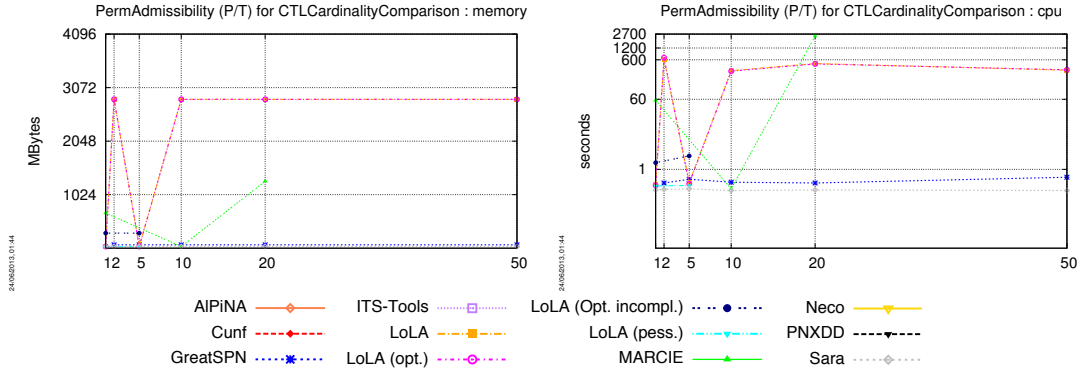 PermAdmissibility (P/T) for CTLCardinalityComparison : memory
4096
3072
2048
1024
MBytes
12 5 10 20 50
24/06/2013, 01:44
PermAdmissibility (P/T) for CTLCardinalityComparison : cpu
2700
1200
600
60
1
seconds
12 5 10 20 50
24/06/2013, 01:44
AlPiNA
Cunf
GreatSPN
ITS-Tools
LoLA
LoLA (opt.)
LoLA (Opt. incompl.)
LoLA (pess.)
MARCIE
Neco
PNXDD
Sara